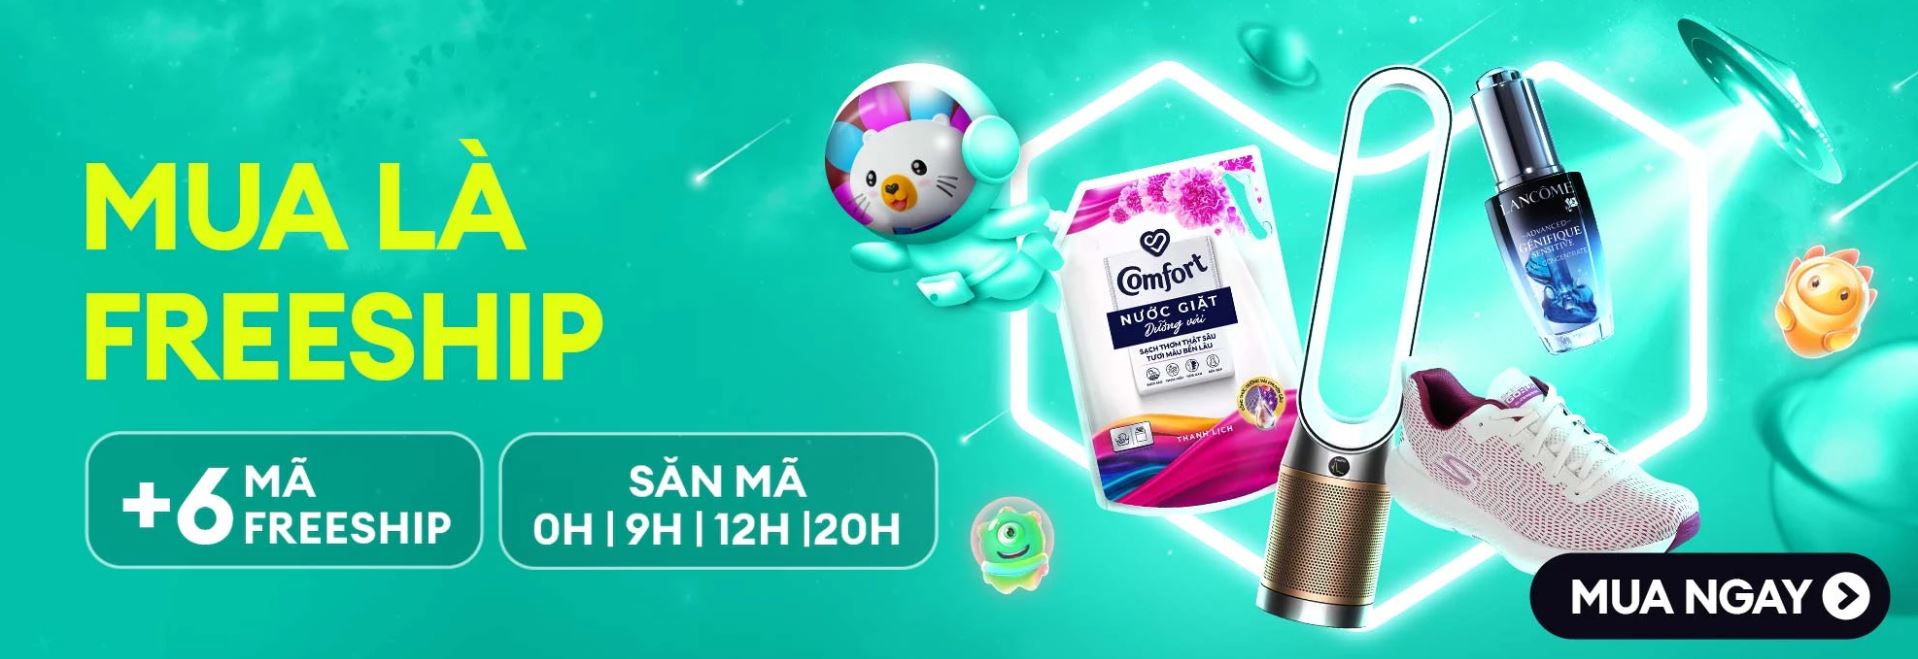 MUA LÀ
FREESHIP
+6 MÃ
FREESHIP
SĂN MÃ
0H | 9H | 12H |20H
Comfort
NƯỚC GIẶT
Dưỡng vải
SẠCH THƠM THẬT SÂU
TƯƠI MÀU BỀN LÂU
THANH LỊCH
LANCÔME
ADVANCED
GÉNIFIQUE
SENSITIVE
MUA NGAY